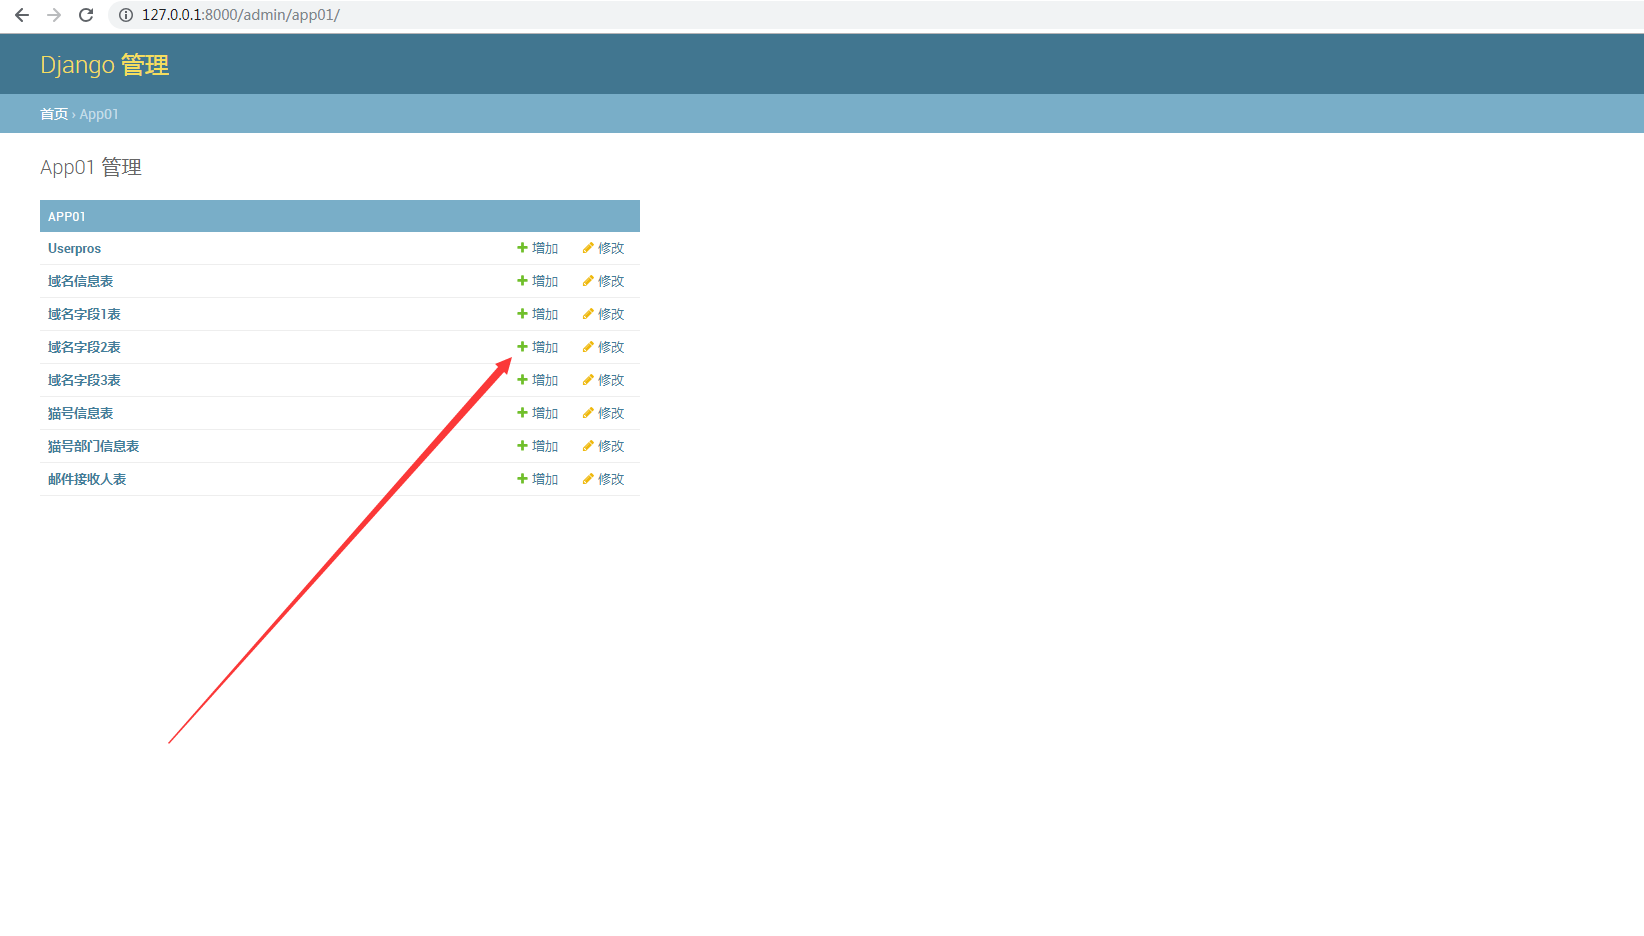 127.0.0.1:8000/admin/app01/
Django 管理
首页 › App01
App01 管理
APP01
Userpros 增加 修改
域名信息表 增加 修改
域名字段1表 增加 修改
域名字段2表 增加 修改
域名字段3表 增加 修改
猫号信息表 增加 修改
猫号部门信息表 增加 修改
邮件接收人表 增加 修改